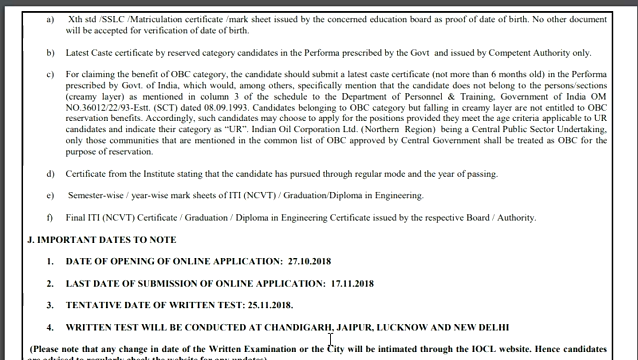 a) Xth std /SSLC /Matriculation certificate /mark sheet issued by the concerned education board as proof of date of birth. No other document
will be accepted for verification of date of birth.
b) Latest Caste certificate by reserved category candidates in the Performa prescribed by the Govt and issued by Competent Authority only.
c) For claiming the benefit of OBC category, the candidate should submit a latest caste certificate (not more than 6 months old) in the Performa
prescribed by Govt. of India, which would, among others, specifically mention that the candidate does not belong to the persons/sections
(creamy layer) as mentioned in column 3 of the schedule to the Department of Personnel & Training, Government of India OM
NO.36012/22/93-Estt. (SCT) dated 08.09.1993. Candidates belonging to OBC category but falling in creamy layer are not entitled to OBC
reservation benefits. Accordingly, such candidates may choose to apply for the positions provided they meet the age criteria applicable to UR
candidates and indicate their category as “UR”. Indian Oil Corporation Ltd. (Northern Region) being a Central Public Sector Undertaking,
only those communities that are mentioned in the common list of OBC approved by Central Government shall be treated as OBC for the
purpose of reservation.
d) Certificate from the Institute stating that the candidate has pursued through regular mode and the year of passing.
e) Semester-wise / year-wise mark sheets of ITI (NCVT) / Graduation/Diploma in Engineering.
f) Final ITI (NCVT) Certificate / Graduation / Diploma in Engineering Certificate issued by the respective Board / Authority.
J. IMPORTANT DATES TO NOTE
1. DATE OF OPENING OF ONLINE APPLICATION: 27.10.2018
2. LAST DATE OF SUBMISSION OF ONLINE APPLICATION: 17.11.2018
3. TENTATIVE DATE OF WRITTEN TEST: 25.11.2018.
4. WRITTEN TEST WILL BE CONDUCTED AT CHANDIGARH, JAIPUR, LUCKNOW AND NEW DELHI
(Please note that any change in date of the Written Examination or the City will be intimated through the IOCL website. Hence candidates
are advised to regularly check the website for any updates)